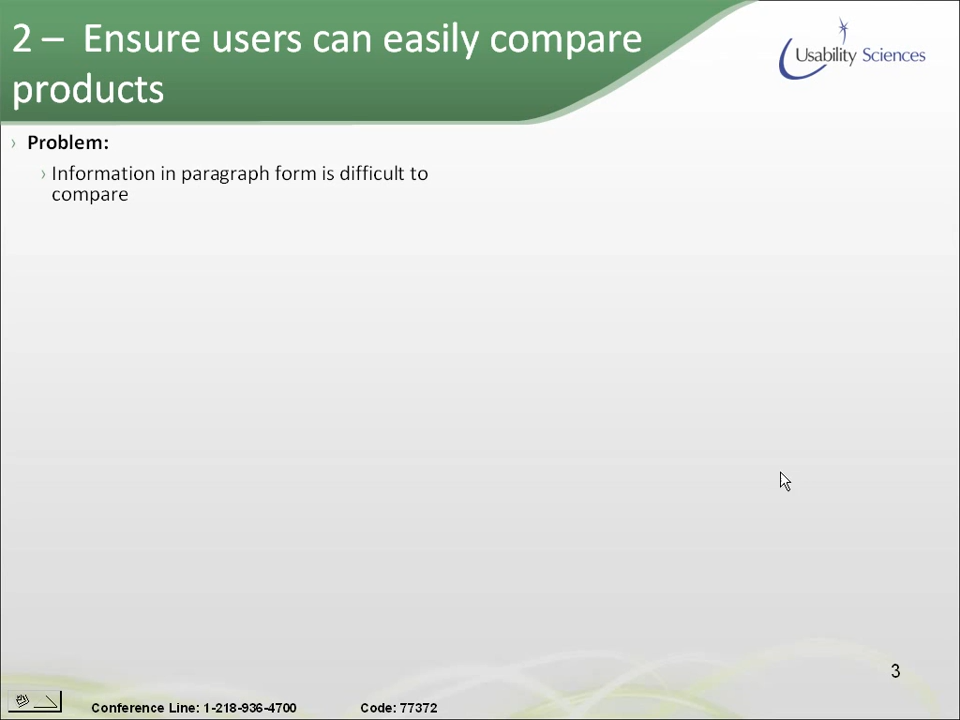 2 – Ensure users can easily compare
products
Usability Sciences
› Problem:
› Information in paragraph form is difficult to
compare
3
Conference Line: 1-218-936-4700 Code: 77372